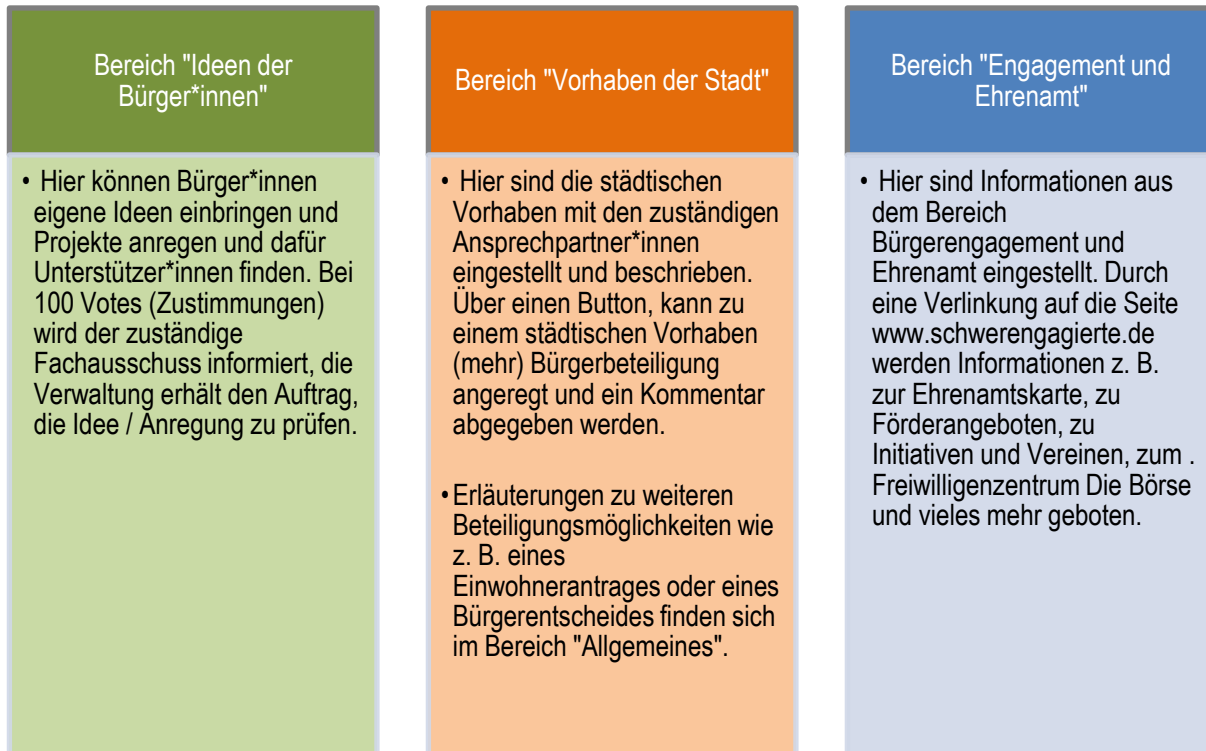 Bereich "Ideen der
Bürger*innen"
• Hier können Bürger*innen
eigene Ideen einbringen und
Projekte anregen und dafür
Unterstützer*innen finden. Bei
100 Votes (Zustimmungen)
wird der zuständige
Fachausschuss informiert, die
Verwaltung erhält den Auftrag,
die Idee / Anregung zu prüfen.
Bereich "Vorhaben der Stadt"
• Hier sind die städtischen
Vorhaben mit den zuständigen
Ansprechpartner*innen
eingestellt und beschrieben.
Über einen Button, kann zu
einem städtischen Vorhaben
(mehr) Bürgerbeteiligung
angeregt und ein Kommentar
abgegeben werden.
•Erläuterungen zu weiteren
Beteiligungsmöglichkeiten wie
z. B. eines
Einwohnerantrages oder eines
Bürgerentscheides finden sich
im Bereich "Allgemeines".
Bereich "Engagement und
Ehrenamt"
• Hier sind Informationen aus
dem Bereich
Bürgerengagement und
Ehrenamt eingestellt. Durch
eine Verlinkung auf die Seite
www.schwerengagierte.de
werden Informationen z. B.
zur Ehrenamtskarte, zu
Förderangeboten, zu
Initiativen und Vereinen, zum .
Freiwilligenzentrum Die Börse
und vieles mehr geboten.